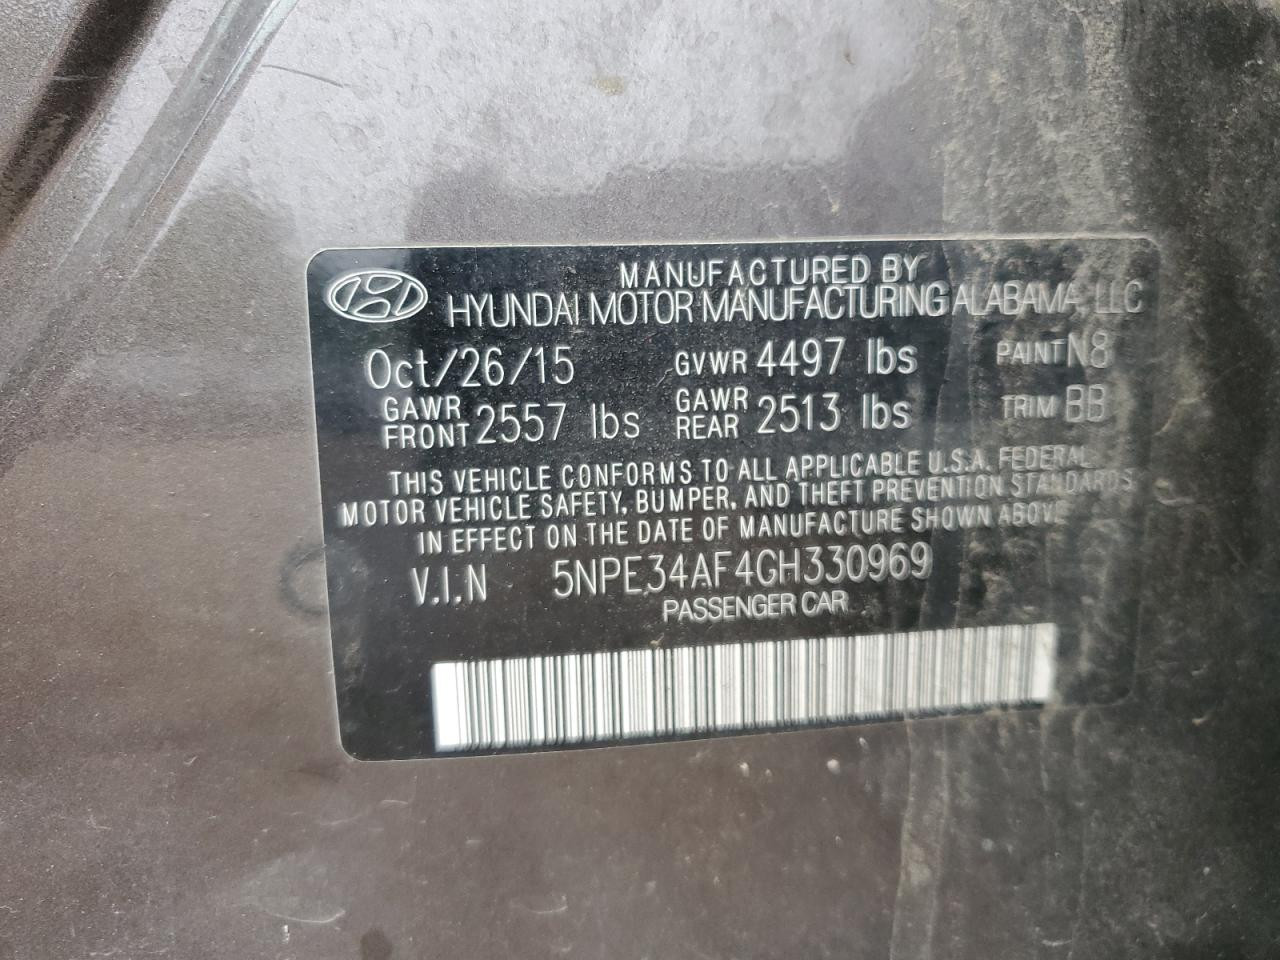 MANUFACTURED BY
HYUNDAI MOTOR MANUFACTURING ALABAMA, LLC
Oct/26/15 GVWR 4497 lbs PAINT N8
GAWR FRONT 2557 lbs GAWR REAR 2513 lbs TRIM BB
THIS VEHICLE CONFORMS TO ALL APPLICABLE U.S.A. FEDERAL
MOTOR VEHICLE SAFETY, BUMPER, AND THEFT PREVENTION STANDARDS
IN EFFECT ON THE DATE OF MANUFACTURE SHOWN ABOVE
V.I.N 5NPE34AF4GH330969
PASSENGER CAR